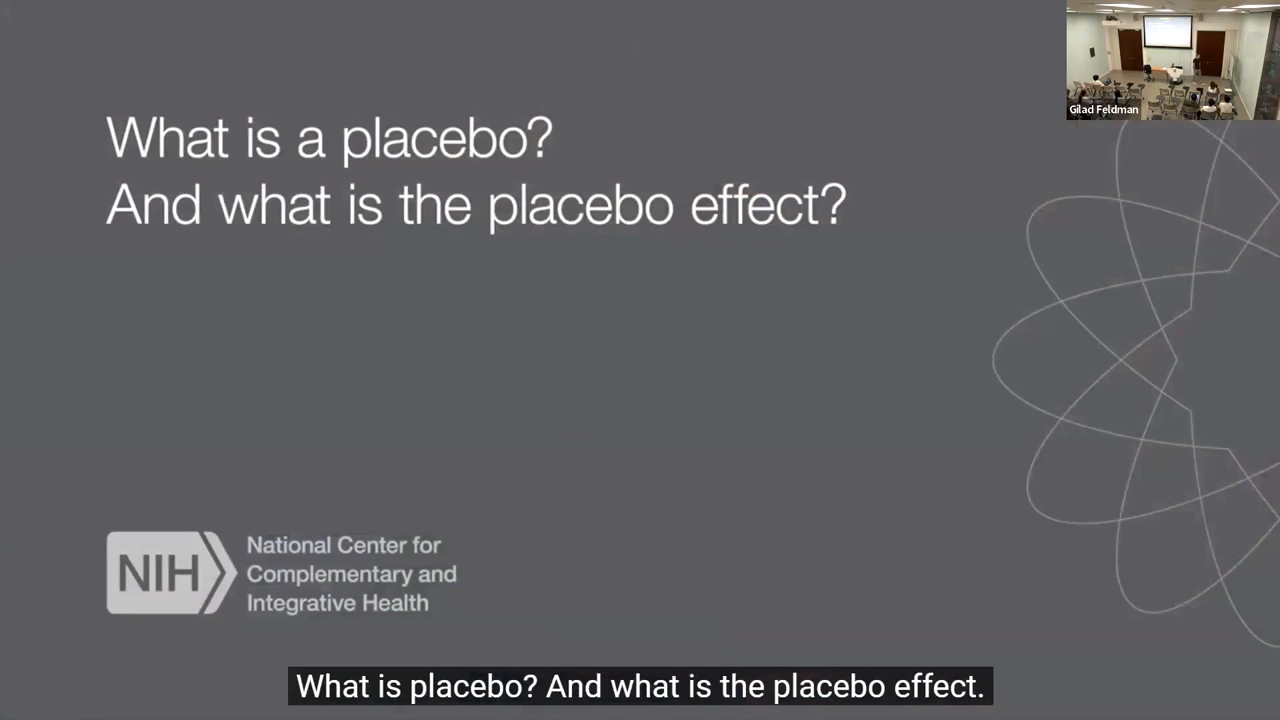 Gilad Feldman
What is a placebo?
And what is the placebo effect?
NIH
National Center for
Complementary and
Integrative Health
What is placebo? And what is the placebo effect.